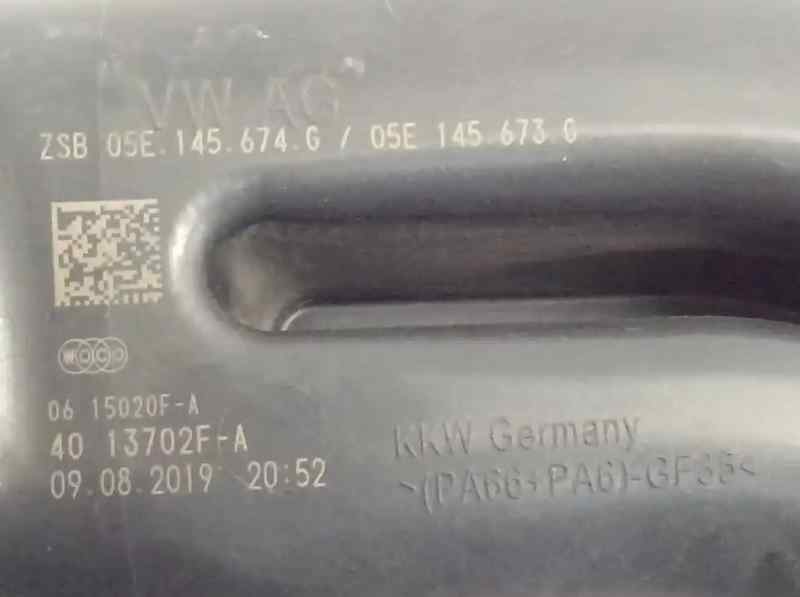 VW AG
ZSB 05E.145.674.G / 05E 145.673.G
WOCO
06 15020F-A
40 13702F-A
09.08.2019 20:52
KKW Germany
>(PA66+PA6)-GF35<